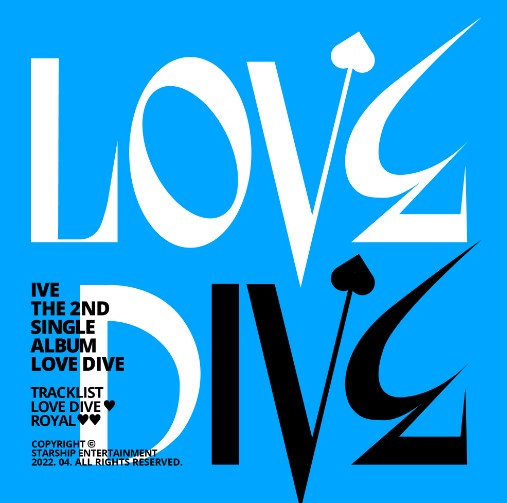 LOVE
DIVE
IVE
THE 2ND
SINGLE
ALBUM
LOVE DIVE
TRACKLIST
LOVE DIVE ♥
ROYAL ♥♥
COPYRIGHT ©
STARSHIP ENTERTAINMENT
2022. 04. ALL RIGHTS RESERVED.